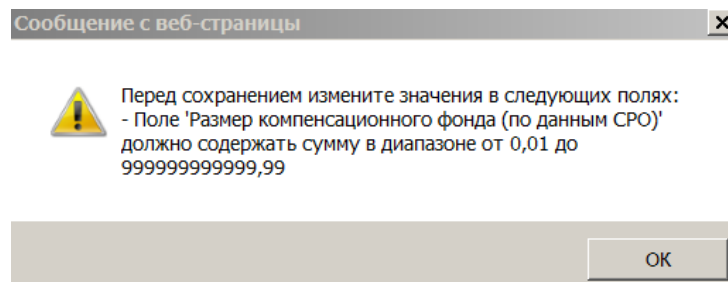 Сообщение с веб-страницы
Перед сохранением измените значения в следующих полях:
- Поле 'Размер компенсационного фонда (по данным СРО)'
должно содержать сумму в диапазоне от 0,01 до
999999999999,99
ОК